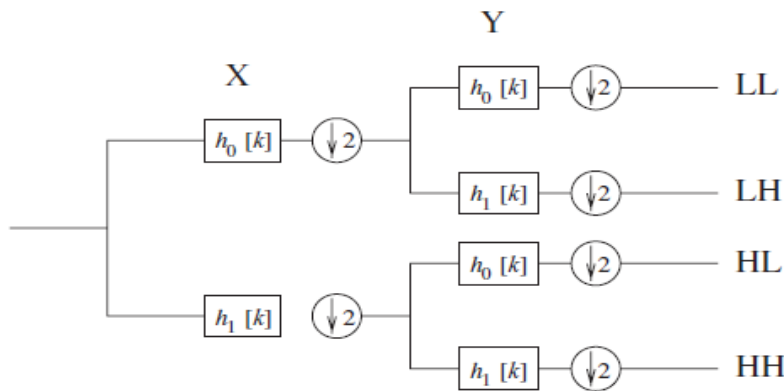 Y
X
h₀ [k] ↓2 LL
h₀ [k] ↓2
h₁ [k] ↓2 LH
h₀ [k] ↓2 HL
h₁ [k] ↓2
h₁ [k] ↓2 HH